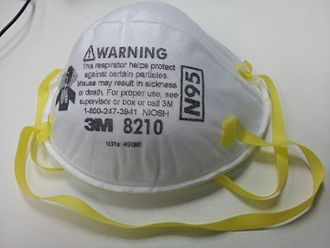 ⚠WARNING
This respirator helps protect
against certain particles.
Misuse may result in sickness
or death. For proper use, see
supervisor or box or call 3M
1-800-247-3941. NIOSH
3M 8210
N95